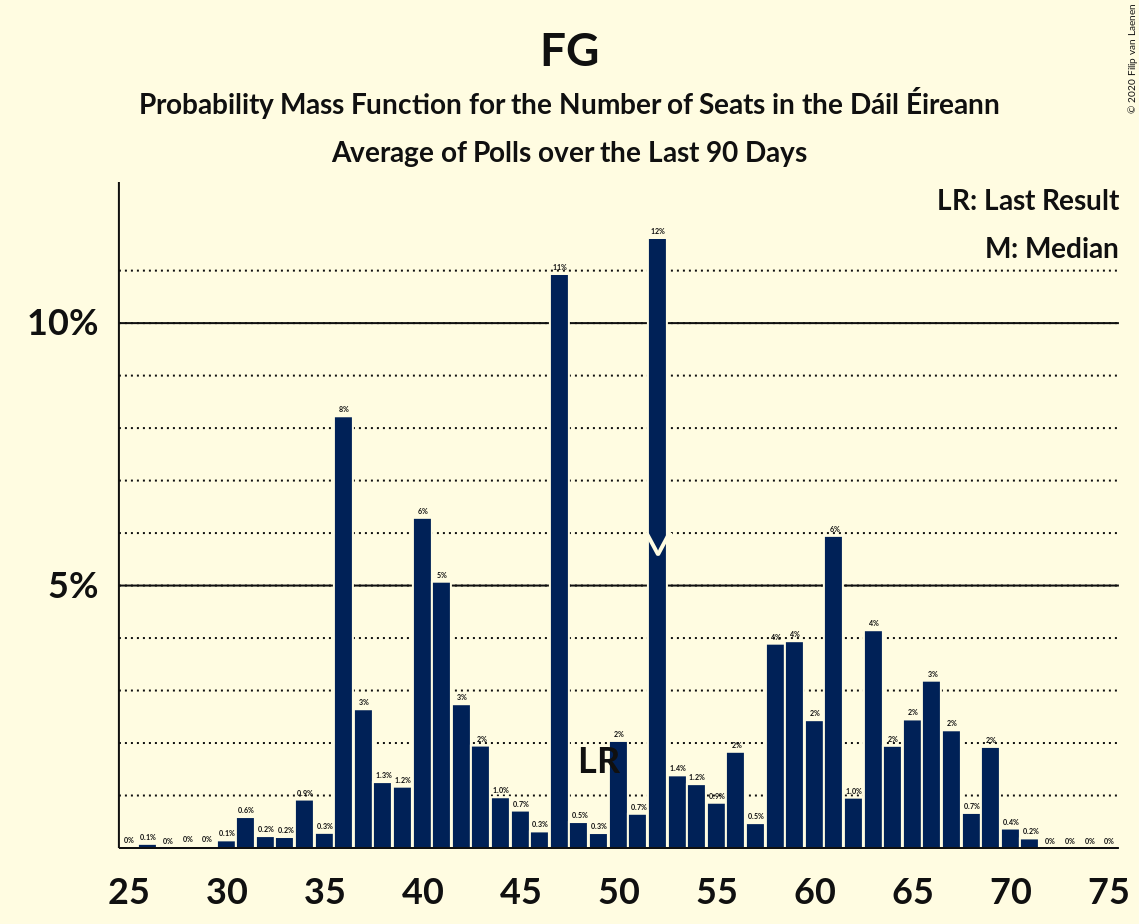 © 2020 Filip van Laenen
FG
Probability Mass Function for the Number of Seats in the Dáil Éireann
Average of Polls over the Last 90 Days
LR: Last Result
M: Median
10%
5%
0% 0.1% 0% 0% 0% 0.1% 0.6% 0.2% 0.2% 0.9% 0.3% 8% 3% 1.3% 1.2% 6% 5% 3% 2% 1.0% 0.7% 0.3% 11% 0.5% 0.3% 2% 0.7% 12% 1.4% 1.2% 0.9% 2% 0.5% 4% 4% 2% 6% 1.0% 4% 2% 2% 3% 2% 0.7% 2% 0.4% 0.2% 0% 0% 0% 0%
LR
25 30 35 40 45 50 55 60 65 70 75